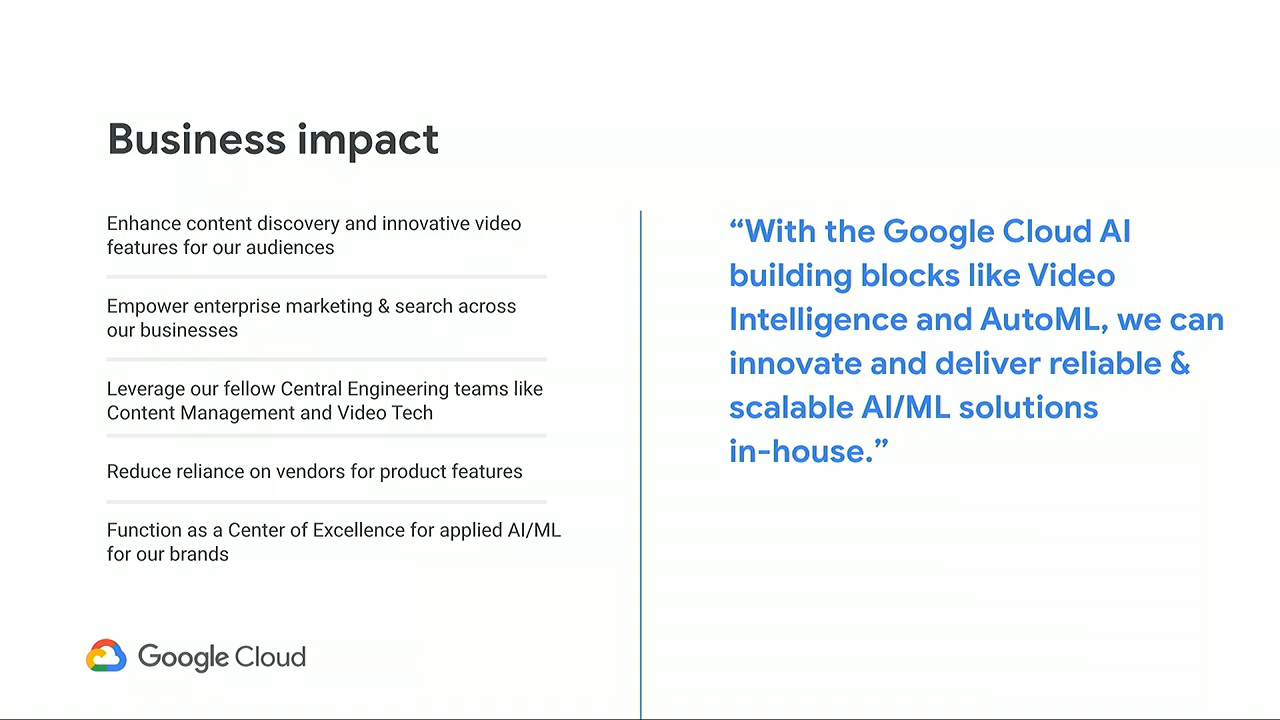 Business impact
Enhance content discovery and innovative video
features for our audiences
Empower enterprise marketing & search across
our businesses
Leverage our fellow Central Engineering teams like
Content Management and Video Tech
Reduce reliance on vendors for product features
Function as a Center of Excellence for applied AI/ML
for our brands
“With the Google Cloud AI
building blocks like Video
Intelligence and AutoML, we can
innovate and deliver reliable &
scalable AI/ML solutions
in-house.”
Google Cloud